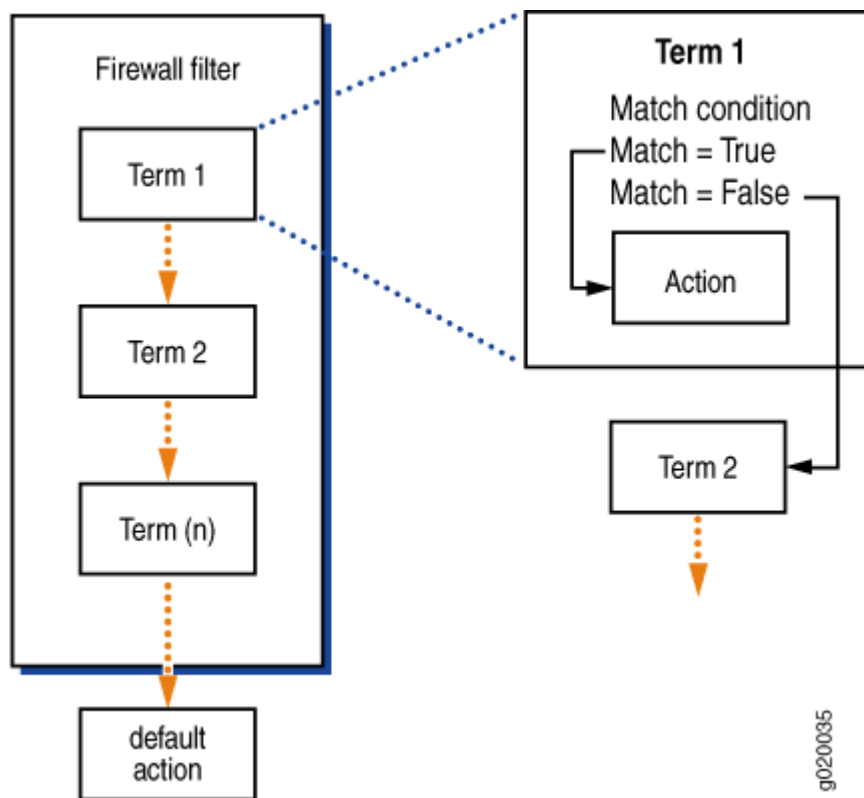 Firewall filter
Term 1
Term 2
Term (n)
default
action
Term 1
Match condition
Match = True
Match = False
Action
Term 2
g020035